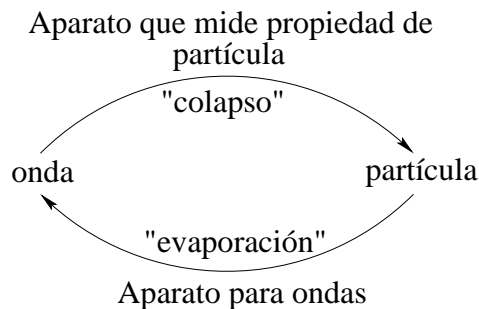 Aparato que mide propiedad de
partícula
"colapso"
onda
partícula
"evaporación"
Aparato para ondas